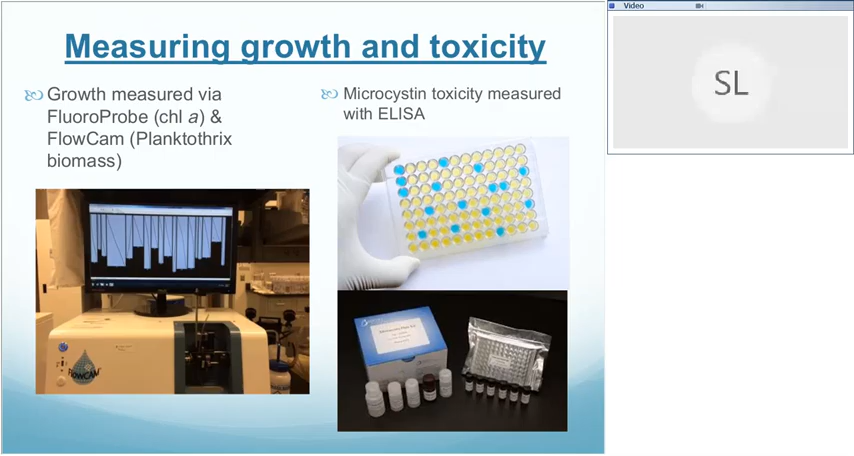 Measuring growth and toxicity
Growth measured via
FluoroProbe (chl a) &
FlowCam (Planktothrix
biomass)
Microcystin toxicity measured
with ELISA
FlowCAM
Video
SL